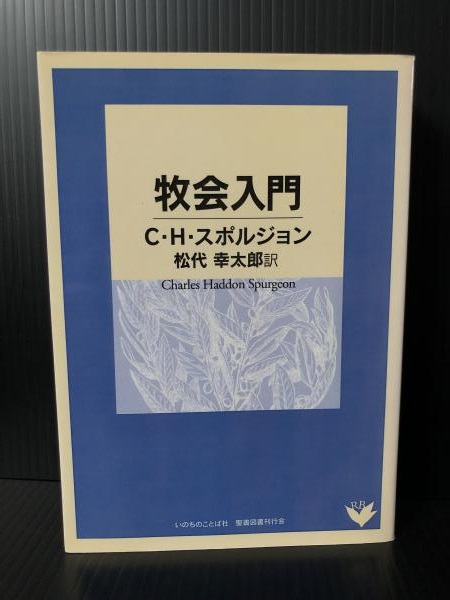 牧会入門
C・H・スポルジョン
松代 幸太郎訳
Charles Haddon Spurgeon
RB
いのちのことば社 聖書図書刊行会